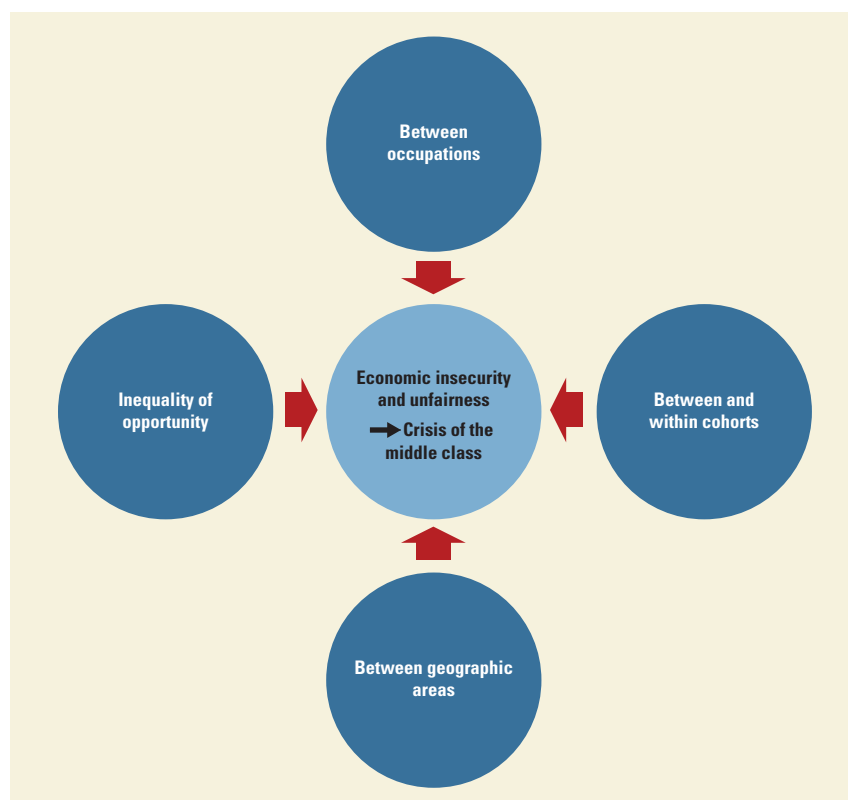 Between
occupations
Inequality of
opportunity
Economic insecurity
and unfairness
→ Crisis of the
middle class
Between and
within cohorts
Between geographic
areas